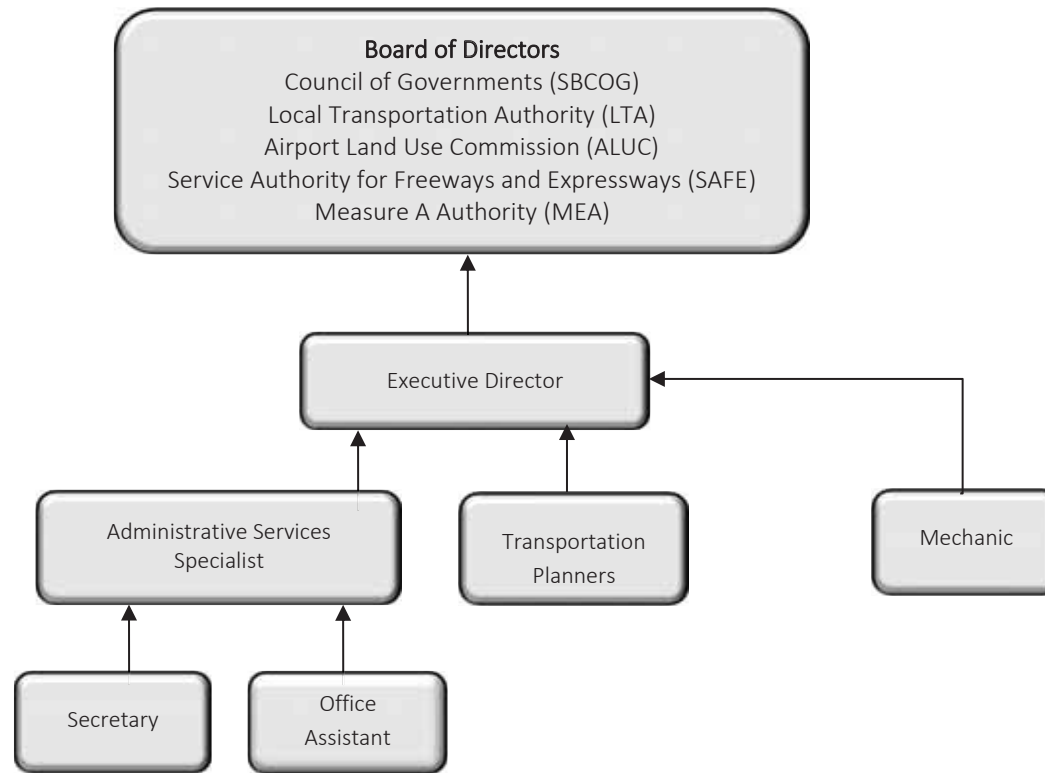 Board of Directors
Council of Governments (SBCOG)
Local Transportation Authority (LTA)
Airport Land Use Commission (ALUC)
Service Authority for Freeways and Expressways (SAFE)
Measure A Authority (MEA)
Executive Director
Administrative Services
Specialist
Transportation
Planners
Mechanic
Secretary
Office
Assistant